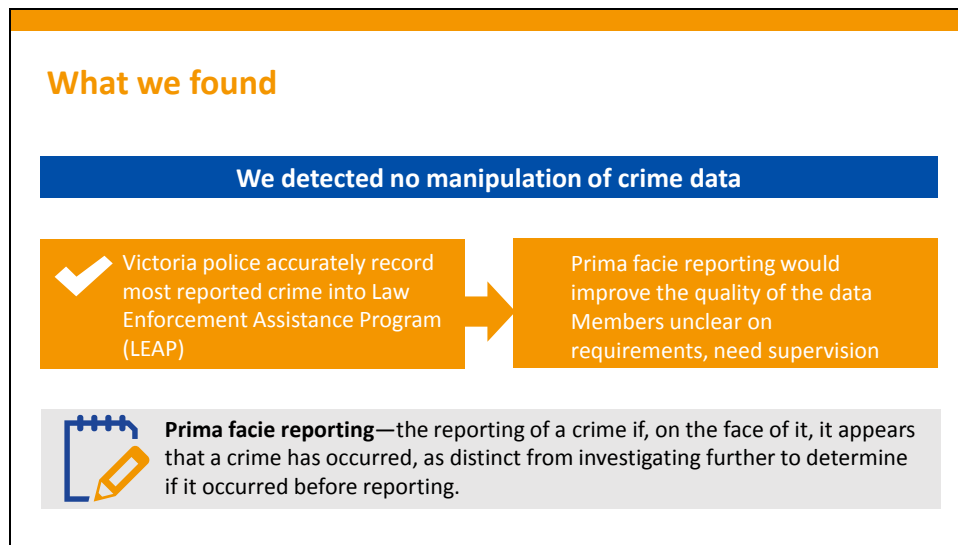 What we found
We detected no manipulation of crime data
Victoria police accurately record
most reported crime into Law
Enforcement Assistance Program
(LEAP)
Prima facie reporting would
improve the quality of the data
Members unclear on
requirements, need supervision
Prima facie reporting—the reporting of a crime if, on the face of it, it appears
that a crime has occurred, as distinct from investigating further to determine
if it occurred before reporting.